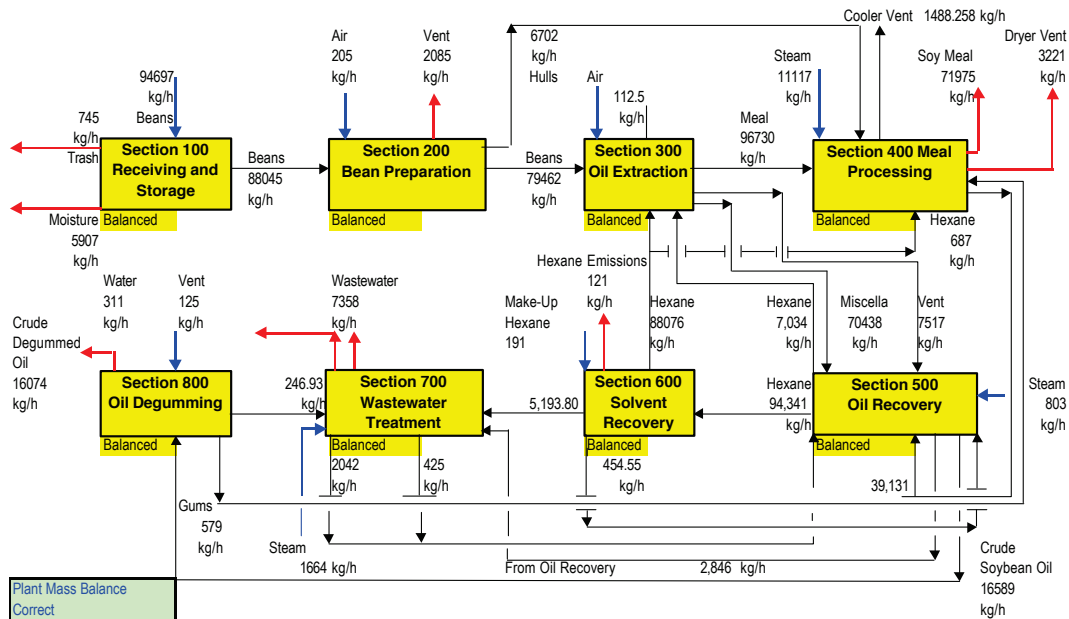 Air
205
kg/h
Vent
2085
kg/h
6702
kg/h
Hulls
Cooler Vent 1488.258 kg/h
Dryer Vent
3221
kg/h
94697
kg/h
Beans
Air
112.5
kg/h
Steam
11117
kg/h
Soy Meal
71975
kg/h
745
kg/h
Trash
Section 100
Receiving and
Storage
Balanced
Beans
88045
kg/h
Section 200
Bean Preparation
Balanced
Beans
79462
kg/h
Section 300
Oil Extraction
Balanced
Meal
96730
kg/h
Section 400 Meal
Processing
Balanced
Moisture
5907
kg/h
Hexane
687
kg/h
Water
311
kg/h
Vent
125
kg/h
Wastewater
7358
kg/h
Hexane Emissions
121
kg/h
Make-Up
Hexane
191
Hexane
88076
kg/h
Hexane
7,034
kg/h
Miscella
70438
kg/h
Vent
7517
kg/h
Crude
Degummed
Oil
16074
kg/h
Section 800
Oil Degumming
Balanced
246.93
kg/h
Section 700
Wastewater
Treatment
Balanced
5,193.80
Section 600
Solvent
Recovery
Balanced
Hexane
94,341
kg/h
Section 500
Oil Recovery
Balanced
Steam
803
kg/h
2042
kg/h
425
kg/h
454.55
kg/h
39,131
Gums
579
kg/h
Steam
1664 kg/h
From Oil Recovery 2,846 kg/h
Crude
Soybean Oil
16589
kg/h
Plant Mass Balance
Correct